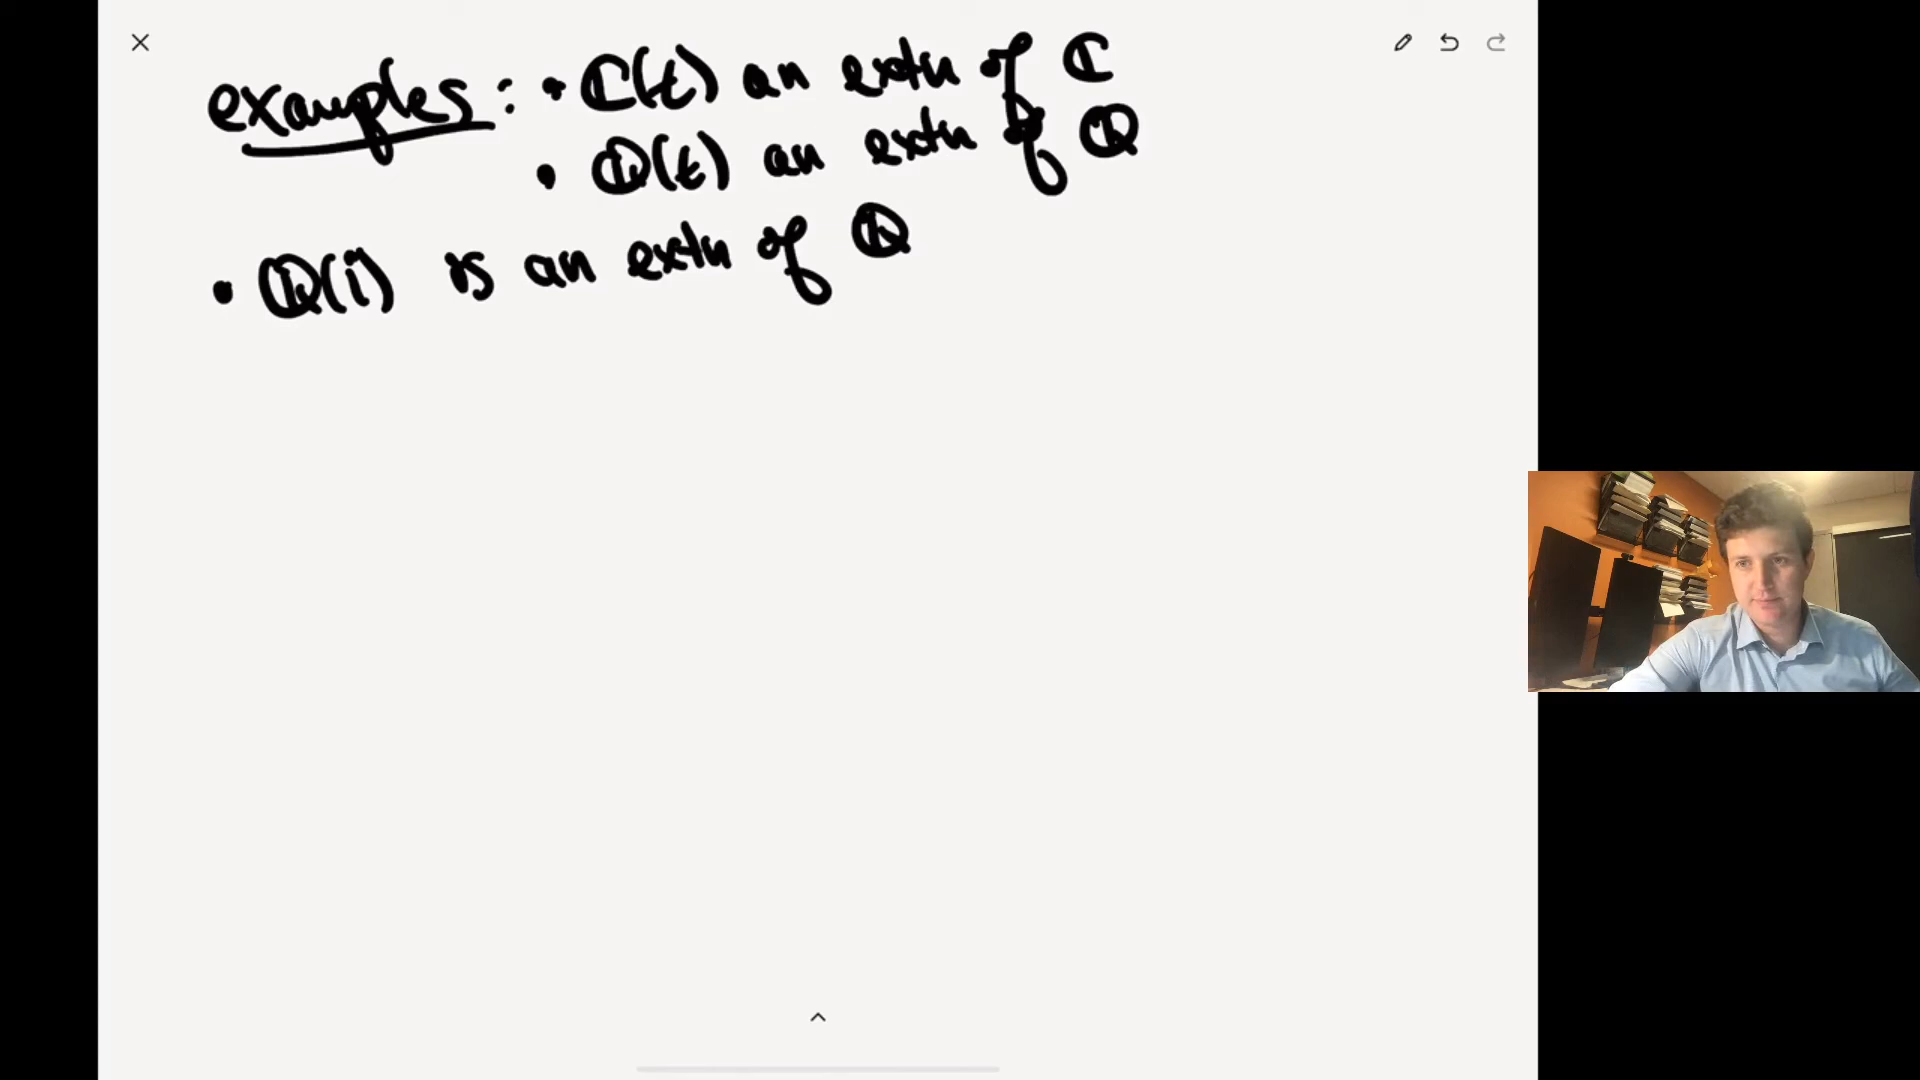 examples: • ℂ(t) an extn of ℂ
• ℚ(t) an extn of ℚ
• ℚ(i) is an extn of ℚ